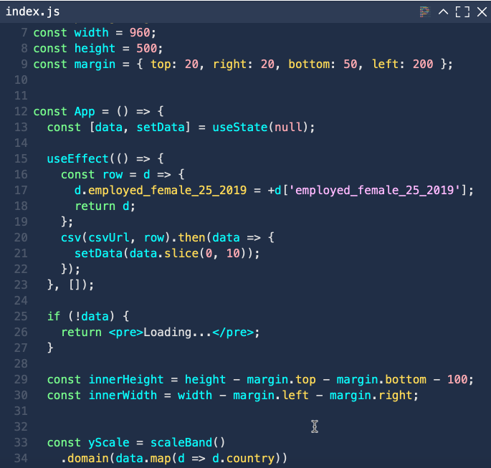 index.js
7 const width = 960;
8 const height = 500;
9 const margin = { top: 20, right: 20, bottom: 50, left: 200 };
10
11
12 const App = () => {
13   const [data, setData] = useState(null);
14
15   useEffect(() => {
16     const row = d => {
17       d.employed_female_25_2019 = +d['employed_female_25_2019'];
18       return d;
19     };
20     csv(csvUrl, row).then(data => {
21       setData(data.slice(0, 10));
22     });
23   }, []);
24
25   if (!data) {
26     return <pre>Loading...</pre>;
27   }
28
29   const innerHeight = height - margin.top - margin.bottom - 100;
30   const innerWidth = width - margin.left - margin.right;
31
32
33   const yScale = scaleBand()
34     .domain(data.map(d => d.country))